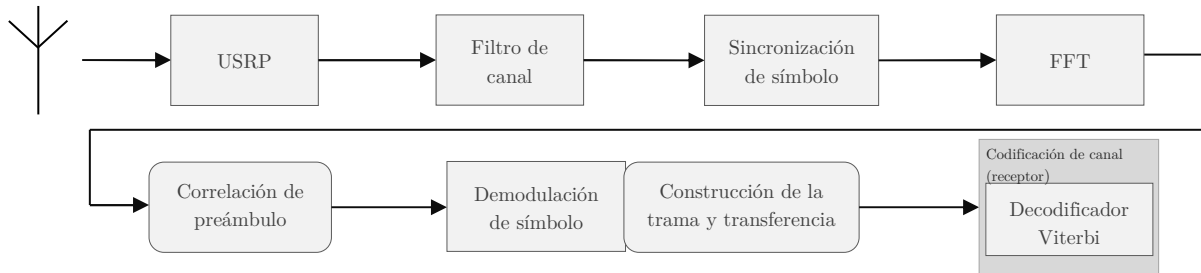 USRP
Filtro de
canal
Sincronización
de símbolo
FFT
Correlación de
preámbulo
Demodulación
de símbolo
Construcción de la
trama y transferencia
Codificación de canal
(receptor)
Decodificador
Viterbi